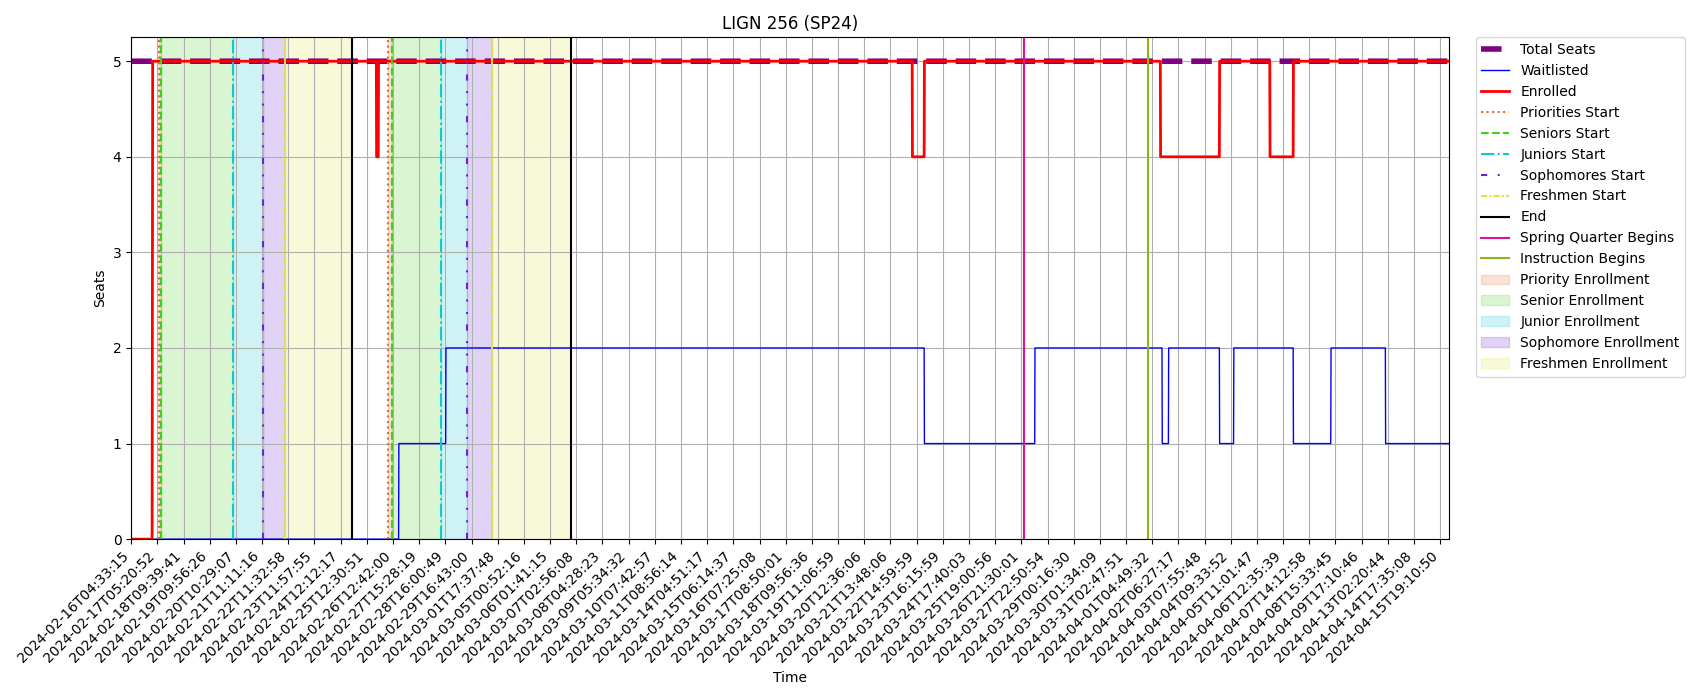 LIGN 256 (SP24)
Seats
5
4
3
2
1
0
2024-02-16T04:33:15
2024-02-17T05:20:52
2024-02-18T09:39:41
2024-02-19T09:56:26
2024-02-20T10:29:07
2024-02-21T11:11:16
2024-02-22T11:32:58
2024-02-23T11:57:55
2024-02-24T12:12:17
2024-02-25T12:30:51
2024-02-26T12:42:00
2024-02-27T15:28:19
2024-02-28T16:00:49
2024-02-29T16:43:00
2024-03-01T17:37:48
2024-03-05T00:52:16
2024-03-06T01:41:15
2024-03-07T02:56:08
2024-03-08T04:28:23
2024-03-09T05:34:32
2024-03-10T07:42:57
2024-03-11T08:56:14
2024-03-14T04:51:17
2024-03-15T06:14:37
2024-03-16T07:25:08
2024-03-17T08:50:01
2024-03-18T09:56:36
2024-03-19T11:06:59
2024-03-20T12:36:06
2024-03-21T13:48:06
2024-03-22T14:59:59
2024-03-23T16:15:59
2024-03-24T17:40:03
2024-03-25T19:00:56
2024-03-26T21:30:01
2024-03-27T22:50:54
2024-03-29T00:16:30
2024-03-30T01:34:09
2024-03-31T02:47:51
2024-04-01T04:49:32
2024-04-02T06:27:17
2024-04-03T07:55:48
2024-04-04T09:33:52
2024-04-05T11:01:47
2024-04-06T12:35:39
2024-04-07T14:12:58
2024-04-08T15:33:45
2024-04-09T17:10:46
2024-04-13T02:20:44
2024-04-14T17:35:08
2024-04-15T19:10:50
Time
Total Seats
Waitlisted
Enrolled
Priorities Start
Seniors Start
Juniors Start
Sophomores Start
Freshmen Start
End
Spring Quarter Begins
Instruction Begins
Priority Enrollment
Senior Enrollment
Junior Enrollment
Sophomore Enrollment
Freshmen Enrollment